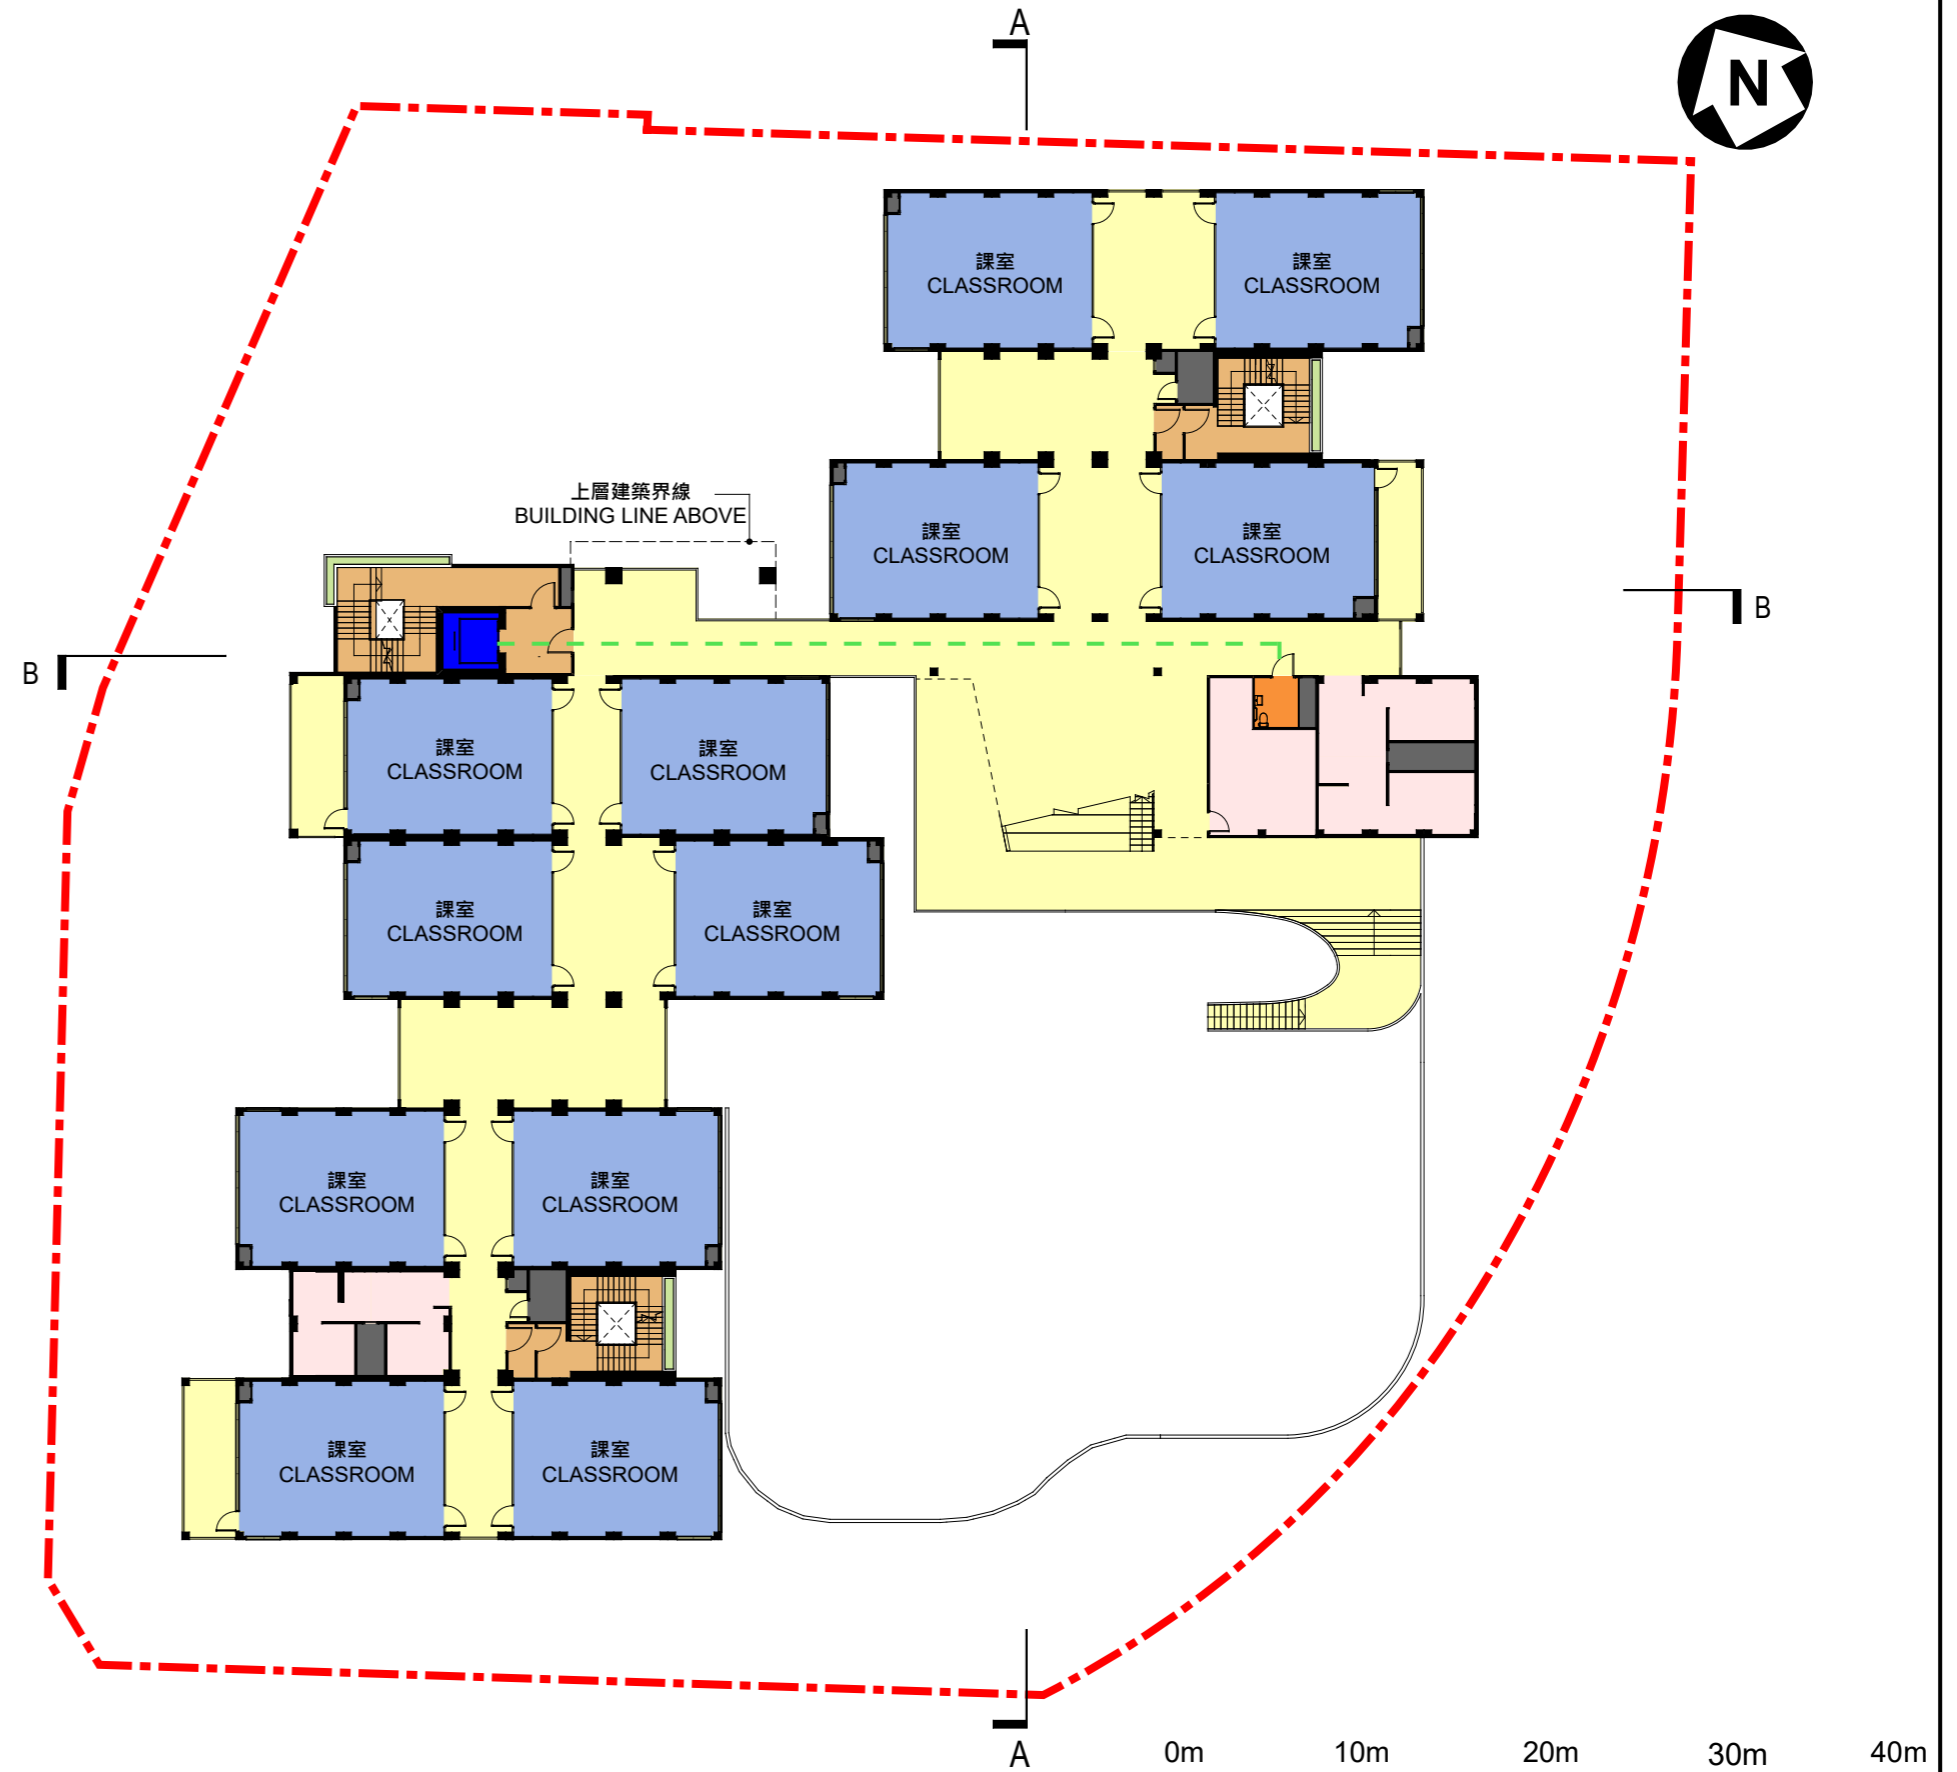 A
N
課室
CLASSROOM
課室
CLASSROOM
上層建築界線
BUILDING LINE ABOVE
課室
CLASSROOM
課室
CLASSROOM
B
B
課室
CLASSROOM
課室
CLASSROOM
課室
CLASSROOM
課室
CLASSROOM
課室
CLASSROOM
課室
CLASSROOM
課室
CLASSROOM
課室
CLASSROOM
A
0m 10m 20m 30m 40m